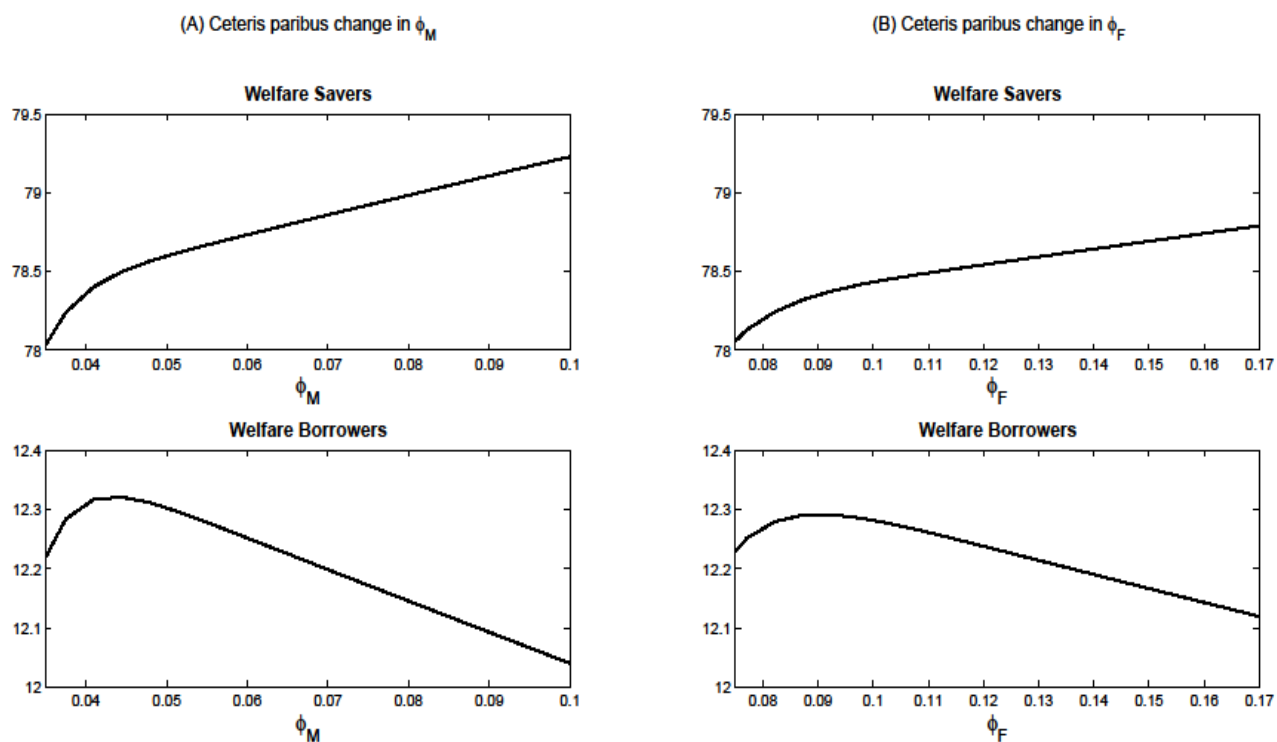 (A) Ceteris paribus change in ϕM
(B) Ceteris paribus change in ϕF
Welfare Savers
79.5
79
78.5
78
0.04 0.05 0.06 0.07 0.08 0.09 0.1
ϕM
Welfare Savers
79.5
79
78.5
78
0.08 0.09 0.1 0.11 0.12 0.13 0.14 0.15 0.16 0.17
ϕF
Welfare Borrowers
12.4
12.3
12.2
12.1
12
0.04 0.05 0.06 0.07 0.08 0.09 0.1
ϕM
Welfare Borrowers
12.4
12.3
12.2
12.1
12
0.08 0.09 0.1 0.11 0.12 0.13 0.14 0.15 0.16 0.17
ϕF